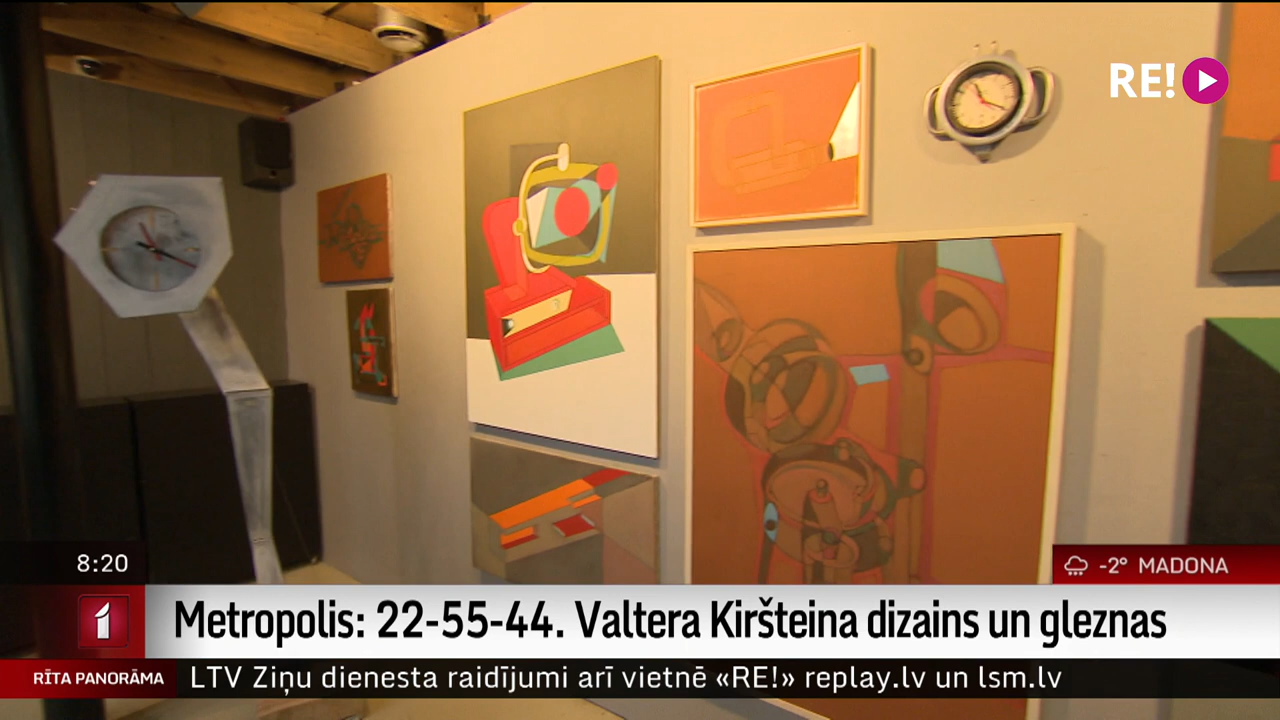 RE!
8:20
-2° MADONA
1
Metropolis: 22-55-44. Valtera Kiršteina dizains un gleznas
RĪTA PANORĀMA
LTV Ziņu dienesta raidījumi arī vietnē «RE!» replay.lv un lsm.lv